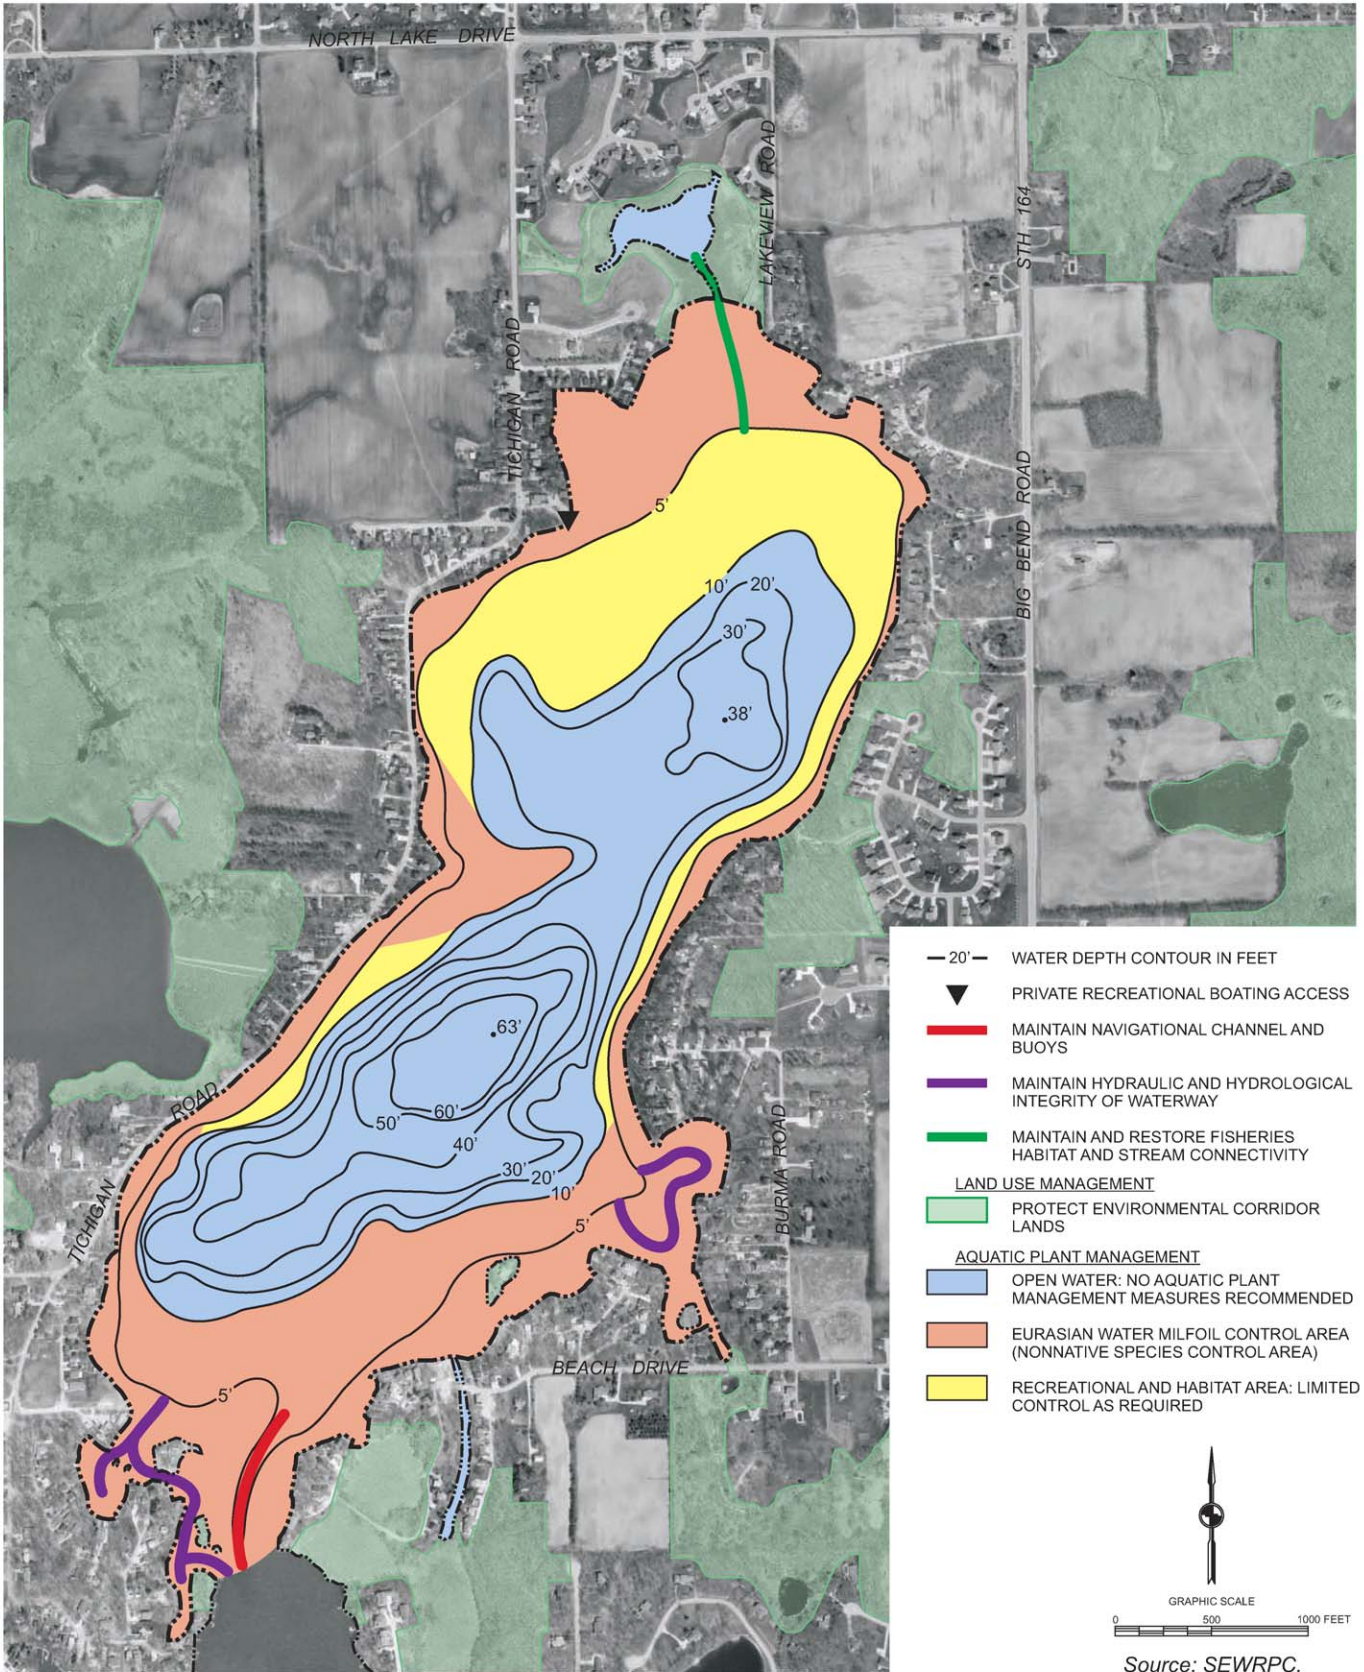 NORTH LAKE DRIVE
LAKEVIEW ROAD
STH 164
TICHIGAN ROAD
BIG BEND ROAD
5'
10'
20'
30'
38'
63'
60'
50'
40'
30'
20'
10'
5'
ROAD
TICHIGAN
BURMA ROAD
BEACH DRIVE
5'
20' WATER DEPTH CONTOUR IN FEET
PRIVATE RECREATIONAL BOATING ACCESS
MAINTAIN NAVIGATIONAL CHANNEL AND
BUOYS
MAINTAIN HYDRAULIC AND HYDROLOGICAL
INTEGRITY OF WATERWAY
MAINTAIN AND RESTORE FISHERIES
HABITAT AND STREAM CONNECTIVITY
LAND USE MANAGEMENT
PROTECT ENVIRONMENTAL CORRIDOR
LANDS
AQUATIC PLANT MANAGEMENT
OPEN WATER: NO AQUATIC PLANT
MANAGEMENT MEASURES RECOMMENDED
EURASIAN WATER MILFOIL CONTROL AREA
(NONNATIVE SPECIES CONTROL AREA)
RECREATIONAL AND HABITAT AREA: LIMITED
CONTROL AS REQUIRED
GRAPHIC SCALE
0 500 1000 FEET
Source: SEWRPC.